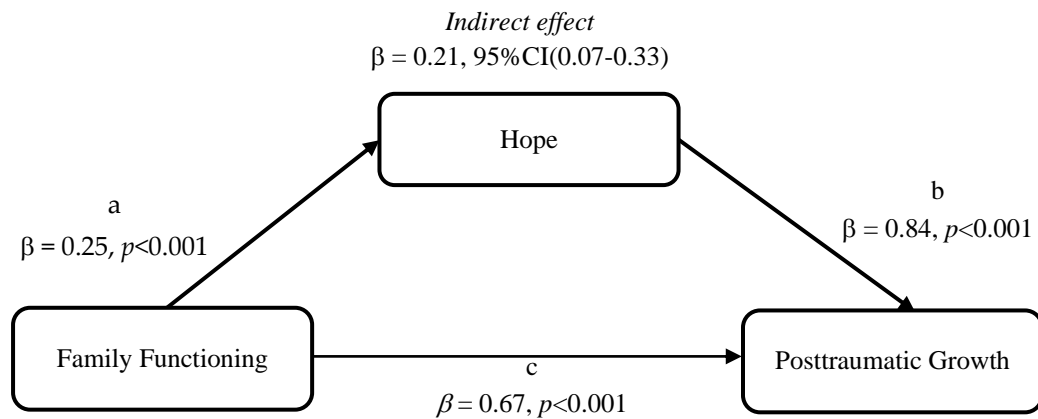 Indirect effect
β = 0.21, 95%CI(0.07-0.33)
Hope
a
β = 0.25, p<0.001
b
β = 0.84, p<0.001
Family Functioning
Posttraumatic Growth
c
β = 0.67, p<0.001